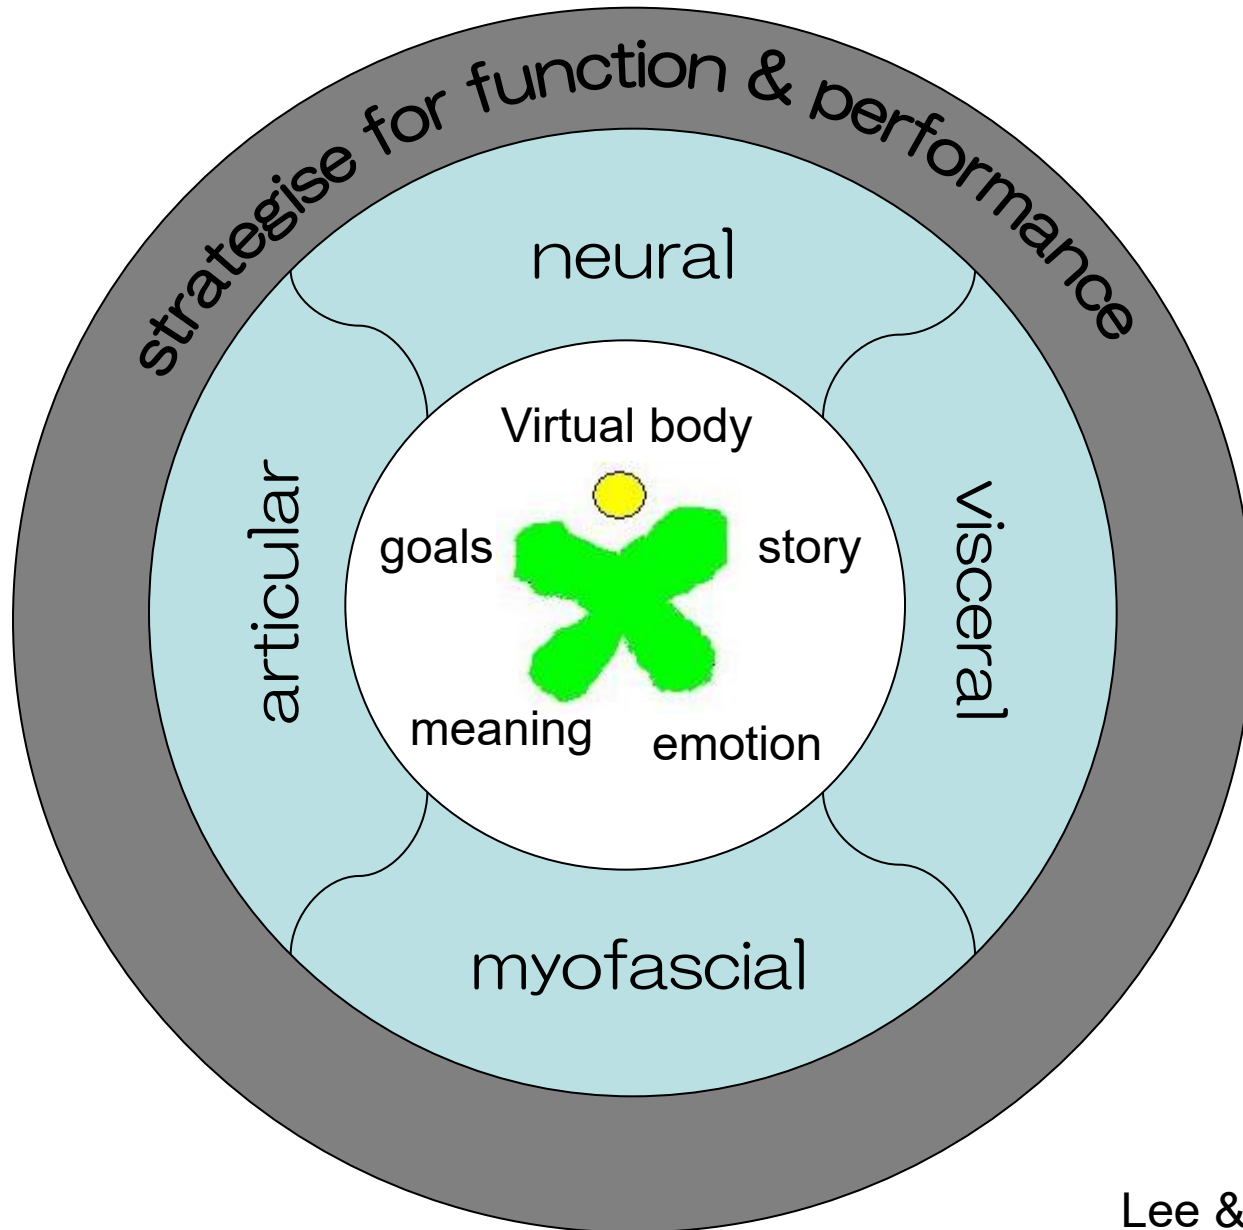 strategise for function & performance
neural
Virtual body
goals
story
articular
visceral
meaning
emotion
myofascial
Lee &